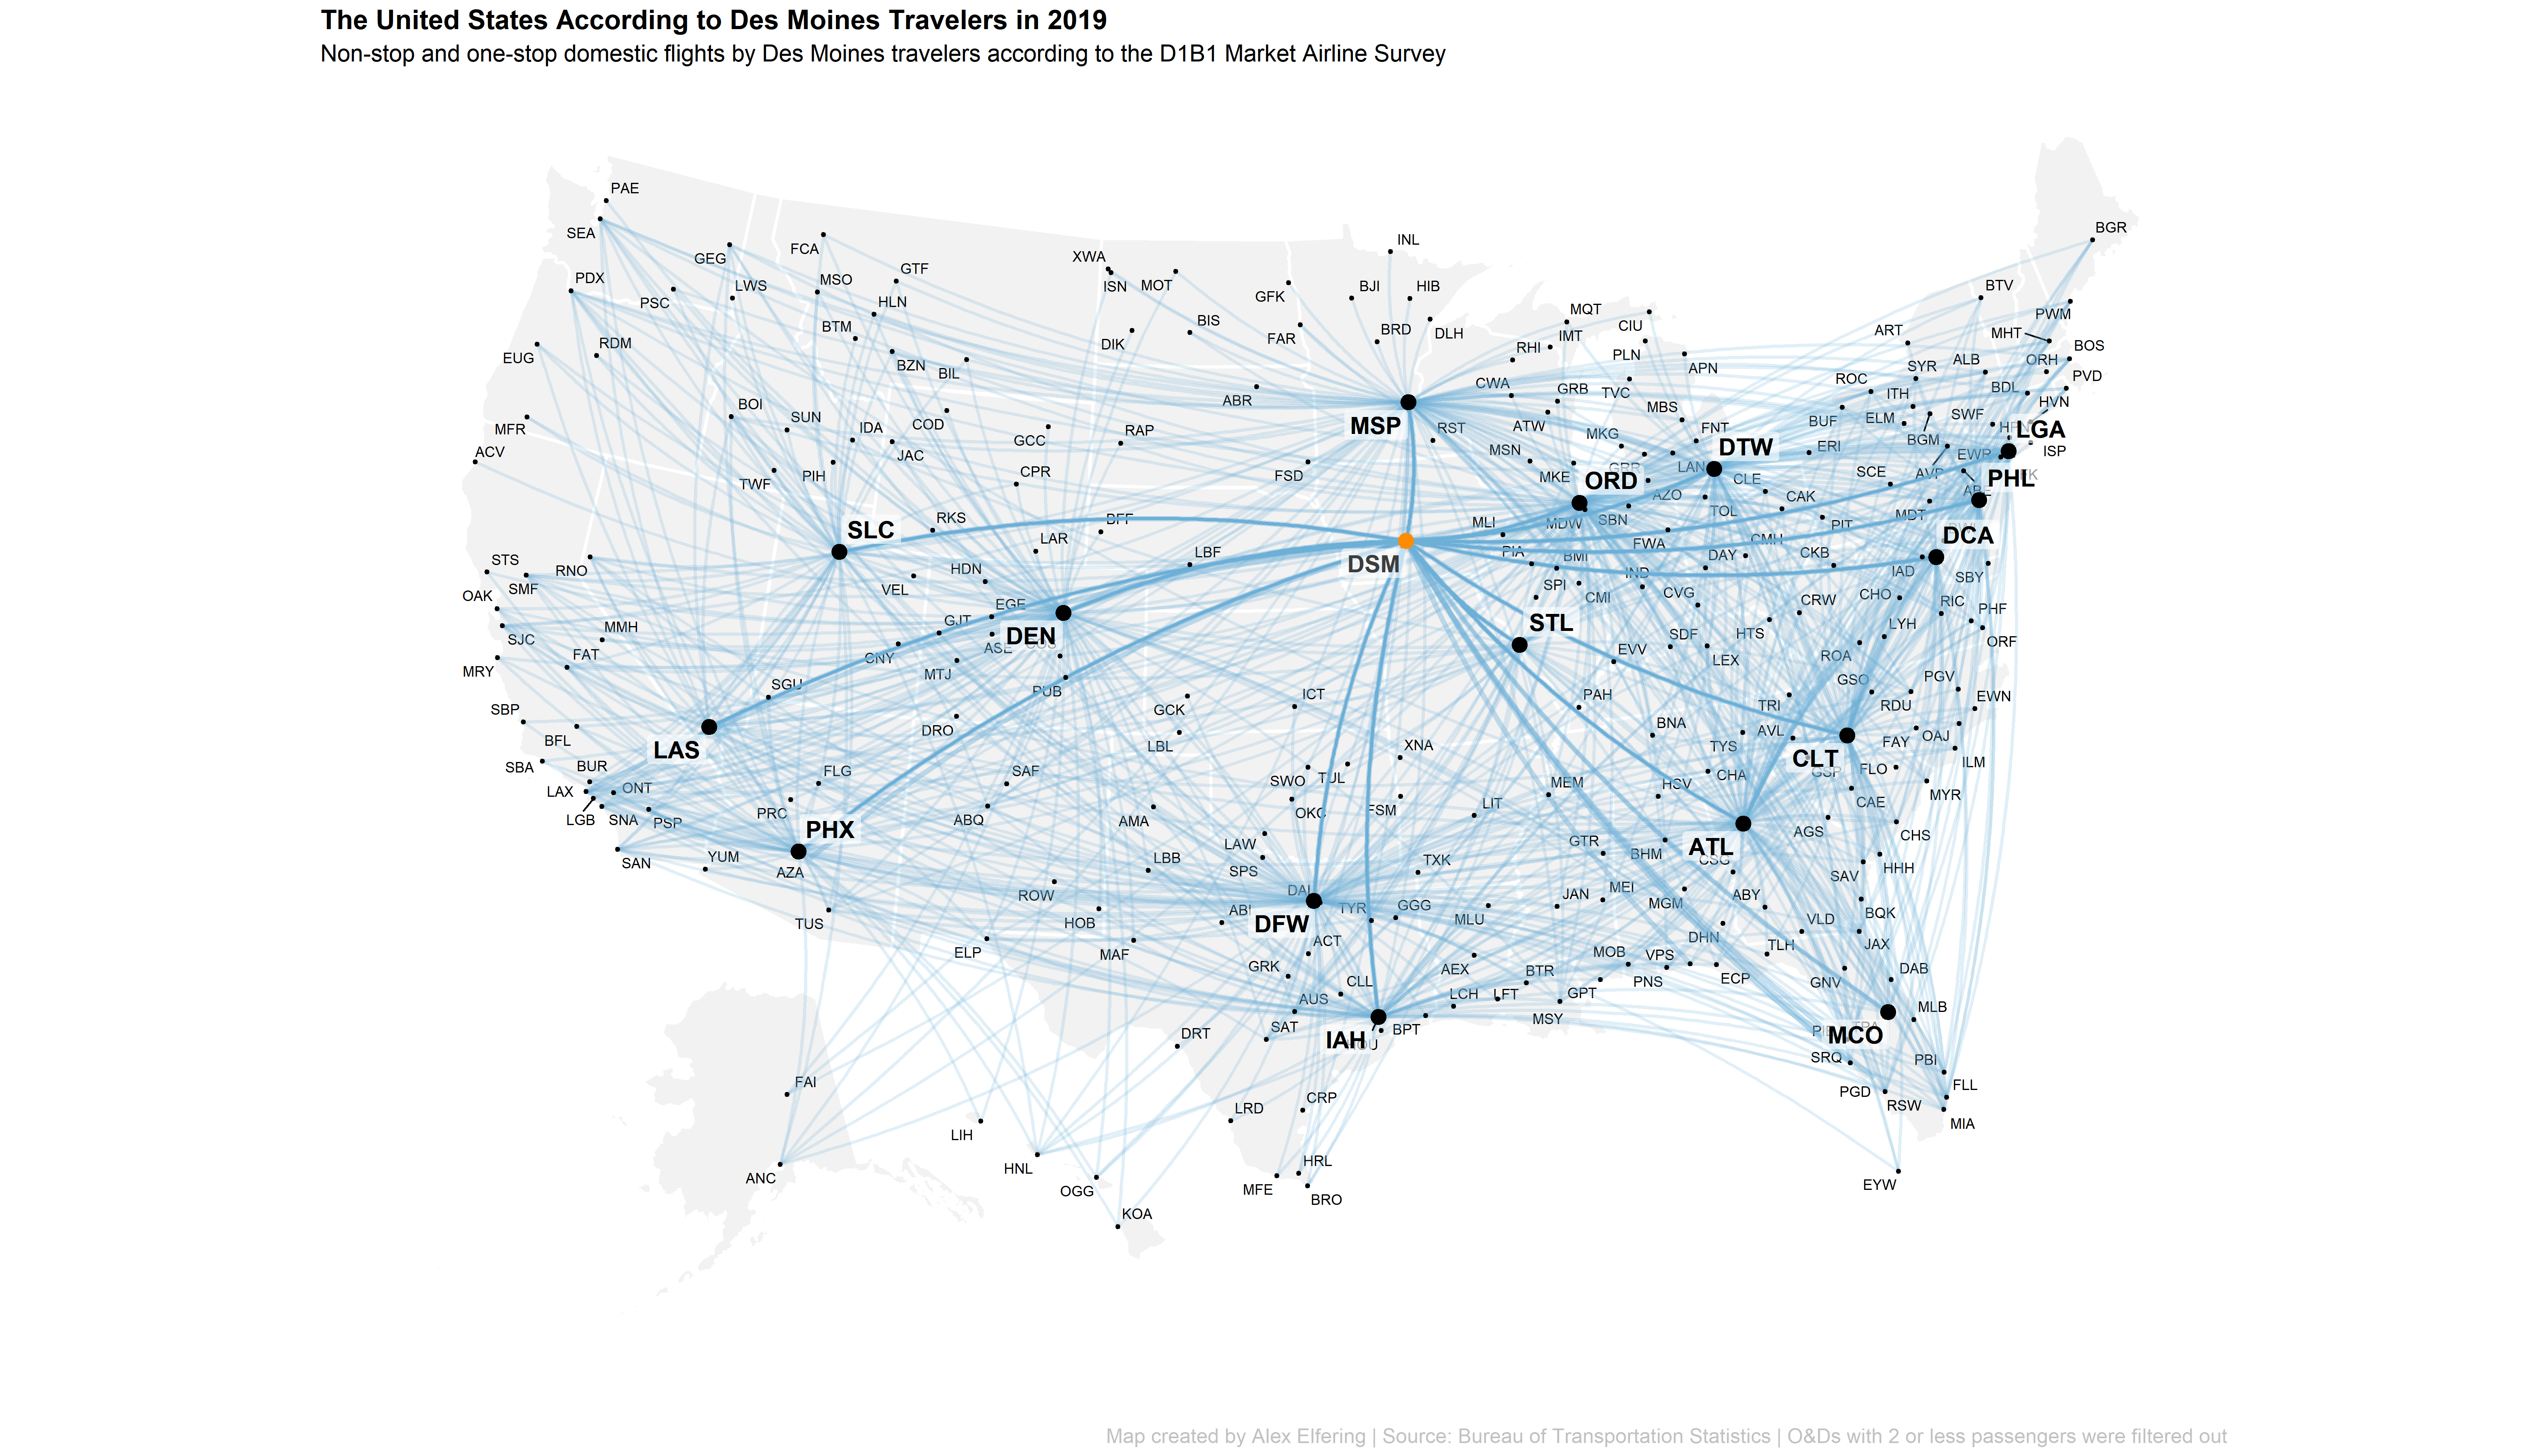 The United States According to Des Moines Travelers in 2019
Non-stop and one-stop domestic flights by Des Moines travelers according to the D1B1 Market Airline Survey
PAE
SEA
BGR
INL
GEG
FCA
XWA
GTF
PDX
PSC
LWS
MSO
HLN
ISN
MOT
GFK
BJI
HIB
BTV
BTM
BIS
DIK
FAR
BRD
DLH
MQT
IMT
CIU
PWM
MHT
ART
EUG
RDM
BZN
BIL
RHI
PLN
APN
SYR
ALB
ORH
BOS
PVD
ABR
CWA
GRB
TVC
ROC
ITH
BDL
HVN
BOI
SUN
IDA
COD
MBS
MFR
JAC
GCC
RAP
MSP
RST
ATW
MKG
FNT
BUF
ELM
SWF
BGM
LGA
ISP
ACV
TWF
PIH
CPR
FSD
MSN
MKE
DTW
LAN
ERI
SCE
AVP
EWR
PHL
ORD
CLE
AZO
CAK
SLC
RKS
BFF
MLI
MDW
SBN
TOL
PIT
MDT
DCA
LAR
LBF
DSM
PIA
BMI
FWA
DAY
CMH
CKB
IAD
SBY
STS
SMF
RNO
VEL
HDN
EGE
SPI
CMI
IND
CVG
CRW
CHO
RIC
PHF
OAK
SJC
MMH
FAT
GJT
CNY
DEN
ASE
COS
STL
EVV
SDF
LEX
HTS
LYH
ROA
ORF
MRY
SGU
MTJ
PUB
GSO
PGV
SBP
LAS
DRO
GCK
ICT
PAH
TRI
RDU
EWN
BFL
LBL
XNA
BNA
TYS
AVL
FAY
OAJ
SBA
BUR
FLG
SAF
SWO
TUL
MEM
HSV
CHA
CLT
GSP
FLO
ILM
LAX
ONT
LGB
SNA
PSP
PRC
PHX
ABQ
AMA
OKC
FSM
LIT
CAE
MYR
AGS
CHS
SAN
YUM
AZA
LBB
LAW
SPS
TXK
GTR
BHM
ATL
CSG
SAV
HHH
TUS
ROW
HOB
ABI
DAL
DFW
TYR
GGG
MLU
JAN
MEI
MGM
ABY
VLD
BQK
JAX
ELP
MAF
ACT
GRK
AEX
BTR
MOB
VPS
DHN
TLH
ECP
GNV
DAB
AUS
CLL
LCH
LFT
GPT
PNS
MLB
SAT
IAH
BPT
MSY
MCO
DRT
SRQ
PBI
FAI
LRD
CRP
PGD
RSW
FLL
MIA
LIH
HNL
ANC
OGG
MFE
HRL
BRO
EYW
KOA
Map created by Alex Elfering | Source: Bureau of Transportation Statistics | O&Ds with 2 or less passengers were filtered out